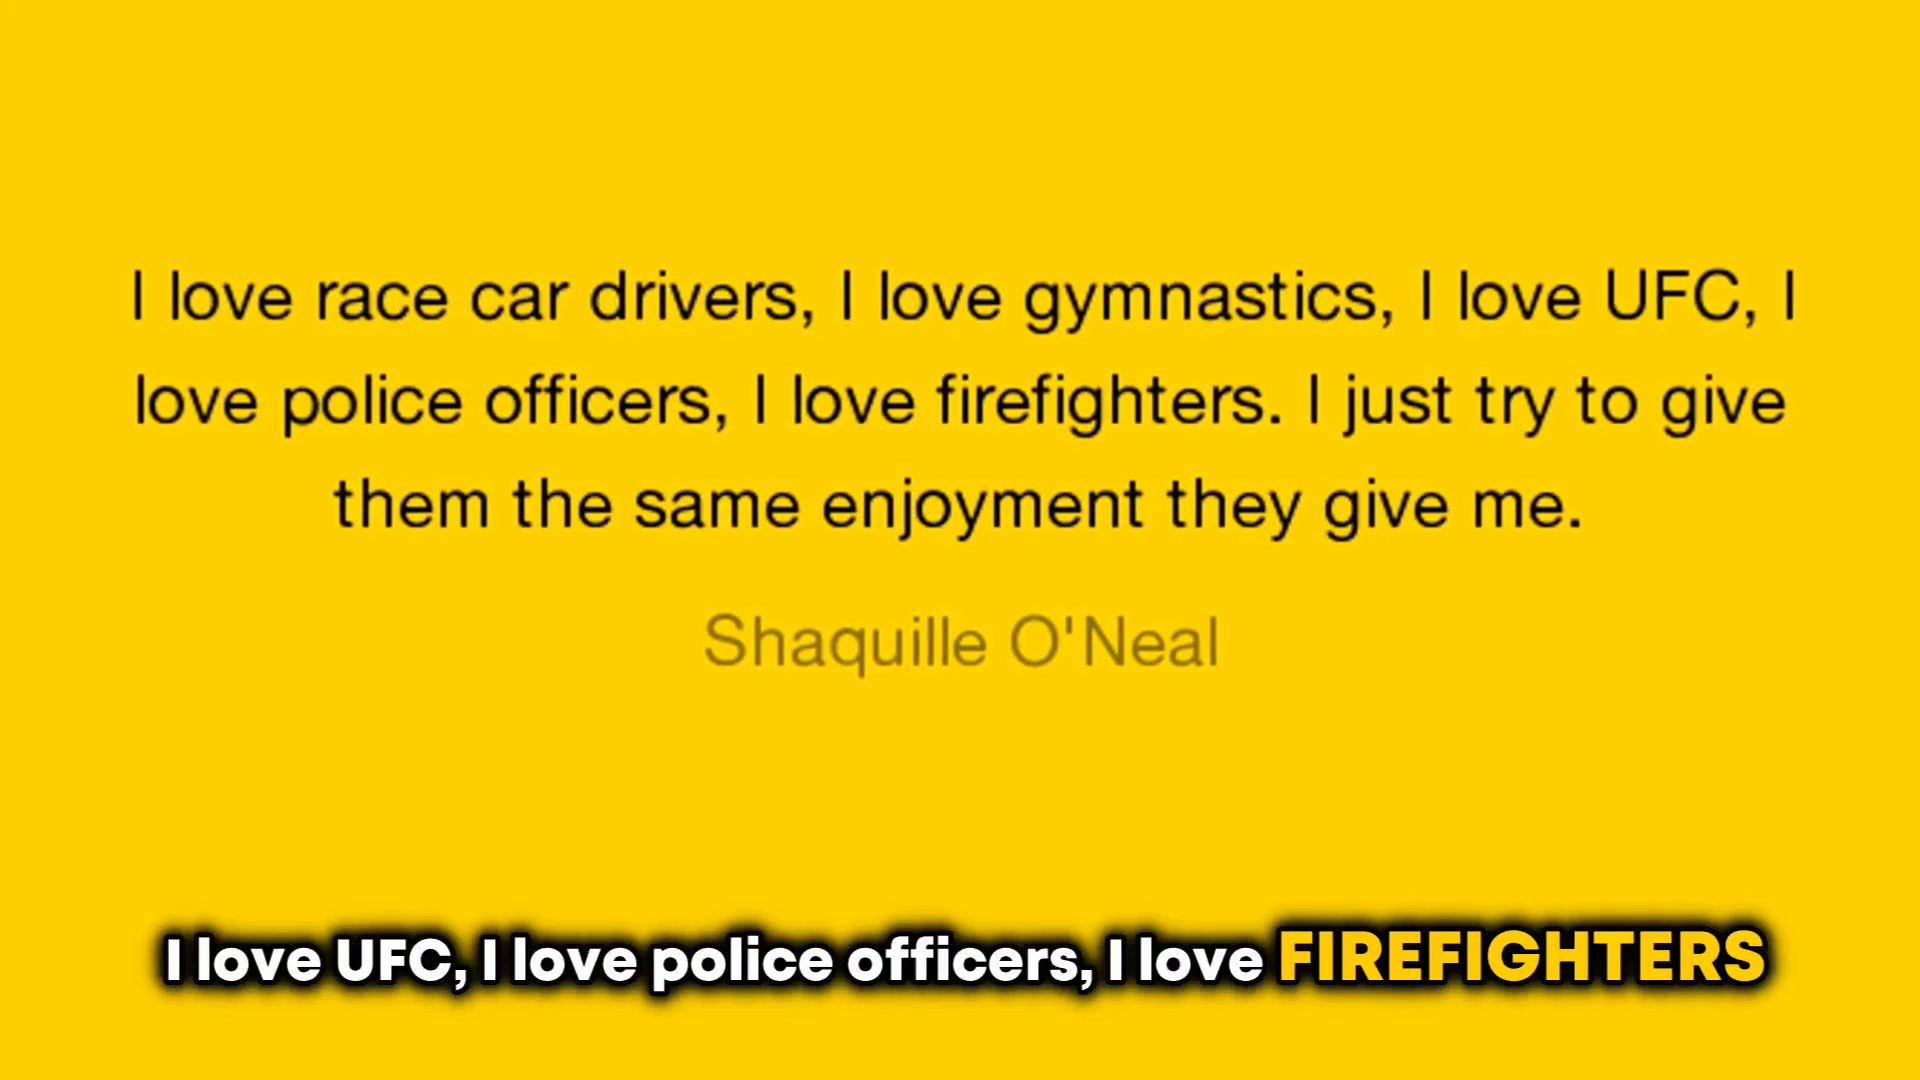 I love race car drivers, I love gymnastics, I love UFC, I
love police officers, I love firefighters. I just try to give
them the same enjoyment they give me.
Shaquille O'Neal
I love UFC, I love police officers, I love FIREFIGHTERS